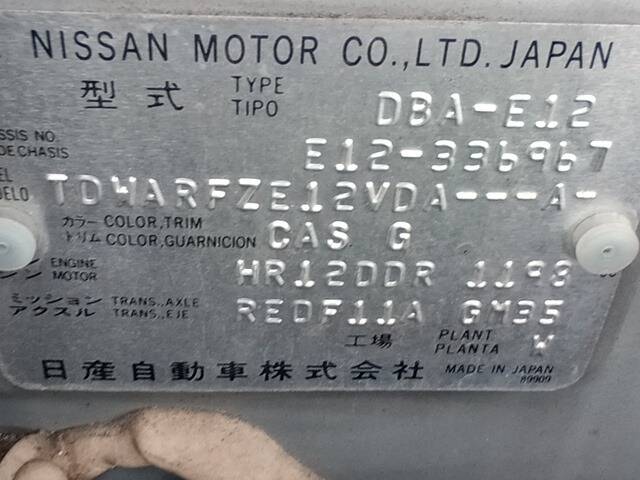 NISSAN MOTOR CO.,LTD. JAPAN
型式 TYPE TIPO DBA-E12
SSIS NO. DE CHASIS E12-336967
EL DELO TDWARFZE12VDA---A-
カラー COLOR,TRIM
トリム COLOR,GUARNICION CAS G
ン ENGINE
ン MOTOR HR12DDR 1198
ミッション TRANS.,AXLE
アクスル TRANS.,EJE REDF11A GM35
工場 PLANT PLANTA W
日産自動車株式会社 MADE IN JAPAN
89909